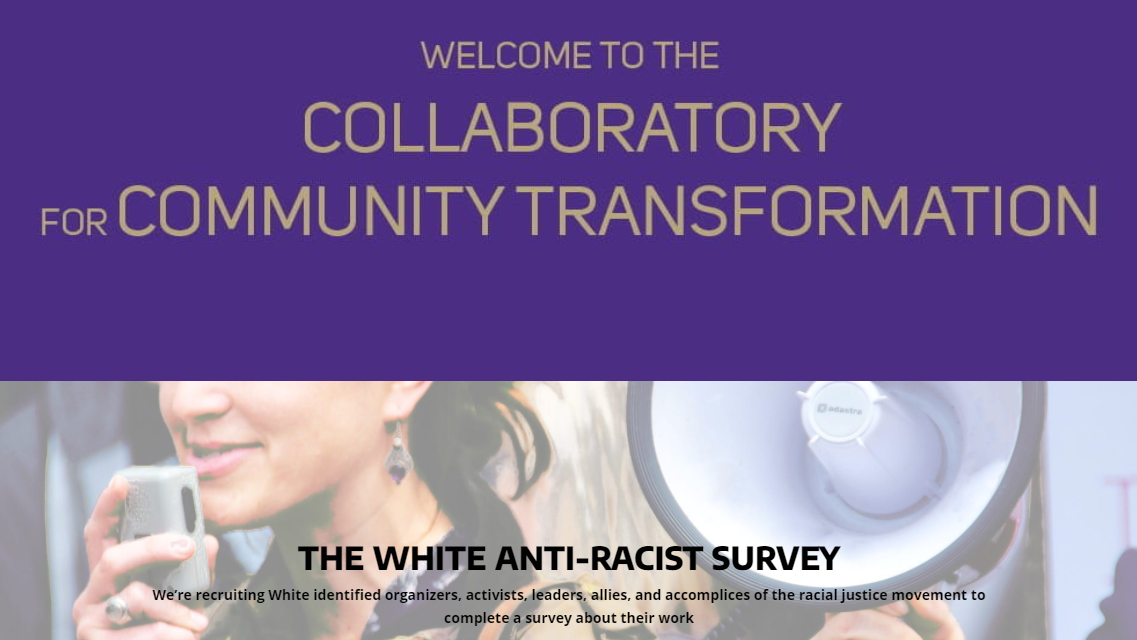 WELCOME TO THE
COLLABORATORY
FOR COMMUNITY TRANSFORMATION
THE WHITE ANTI-RACIST SURVEY
We're recruiting White identified organizers, activists, leaders, allies, and accomplices of the racial justice movement to
complete a survey about their work